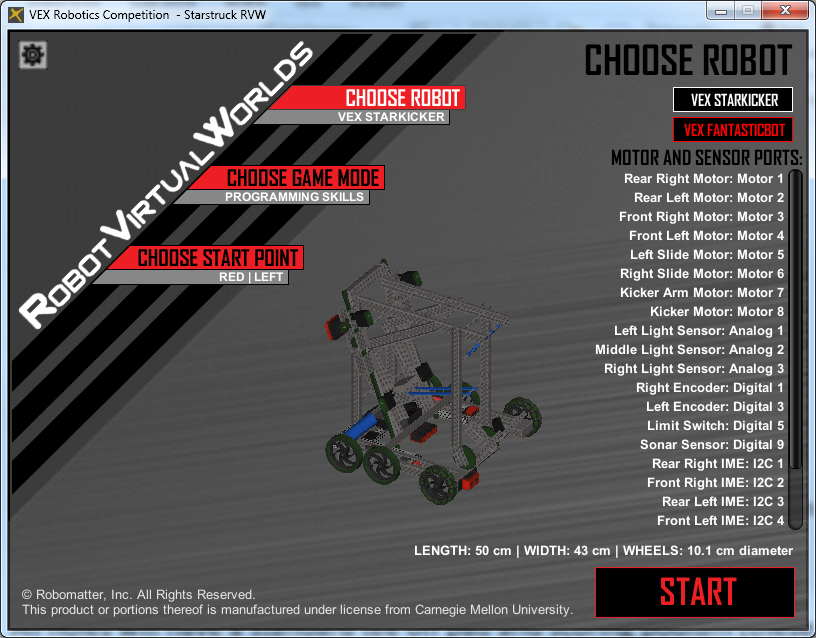 VEX Robotics Competition - Starstruck RVW
ROBOT VIRTUAL WORLDS
CHOOSE ROBOT
VEX STARKICKER
CHOOSE GAME MODE
PROGRAMMING SKILLS
CHOOSE START POINT
RED | LEFT
CHOOSE ROBOT
VEX STARKICKER
VEX FANTASTICBOT
MOTOR AND SENSOR PORTS:
Rear Right Motor: Motor 1
Rear Left Motor: Motor 2
Front Right Motor: Motor 3
Front Left Motor: Motor 4
Left Slide Motor: Motor 5
Right Slide Motor: Motor 6
Kicker Arm Motor: Motor 7
Kicker Motor: Motor 8
Left Light Sensor: Analog 1
Middle Light Sensor: Analog 2
Right Light Sensor: Analog 3
Right Encoder: Digital 1
Left Encoder: Digital 3
Limit Switch: Digital 5
Sonar Sensor: Digital 9
Rear Right IME: I2C 1
Front Right IME: I2C 2
Rear Left IME: I2C 3
Front Left IME: I2C 4
LENGTH: 50 cm | WIDTH: 43 cm | WHEELS: 10.1 cm diameter
START
© Robomatter, Inc. All Rights Reserved.
This product or portions thereof is manufactured under license from Carnegie Mellon University.